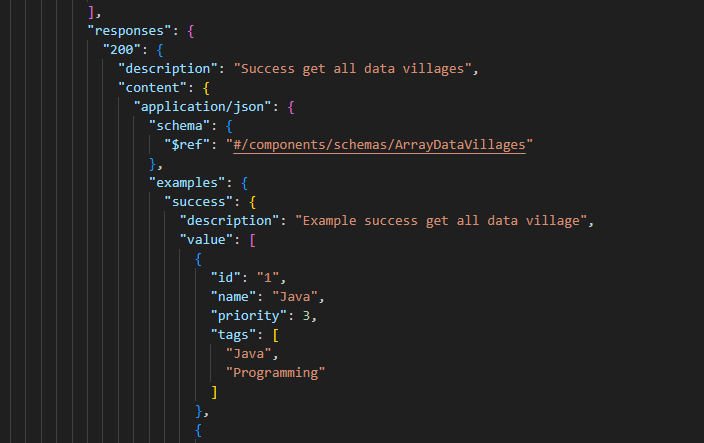 ],
"responses": {
"200": {
"description": "Success get all data villages",
"content": {
"application/json": {
"schema": {
"$ref": "#/components/schemas/ArrayDataVillages"
},
"examples": {
"success": {
"description": "Example success get all data village",
"value": [
{
"id": "1",
"name": "Java",
"priority": 3,
"tags": [
"Java",
"Programming"
]
},
{